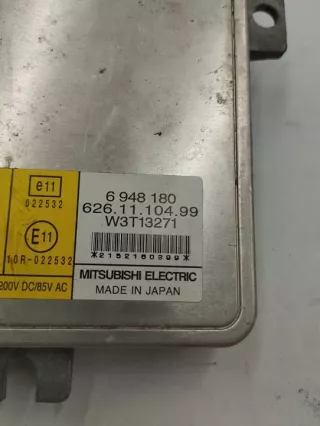 e11
022532
E11
10R-022532
200V DC/85V AC
6 948 180
626.11.104.99
W3T13271
*2152160399*
MITSUBISHI ELECTRIC
MADE IN JAPAN